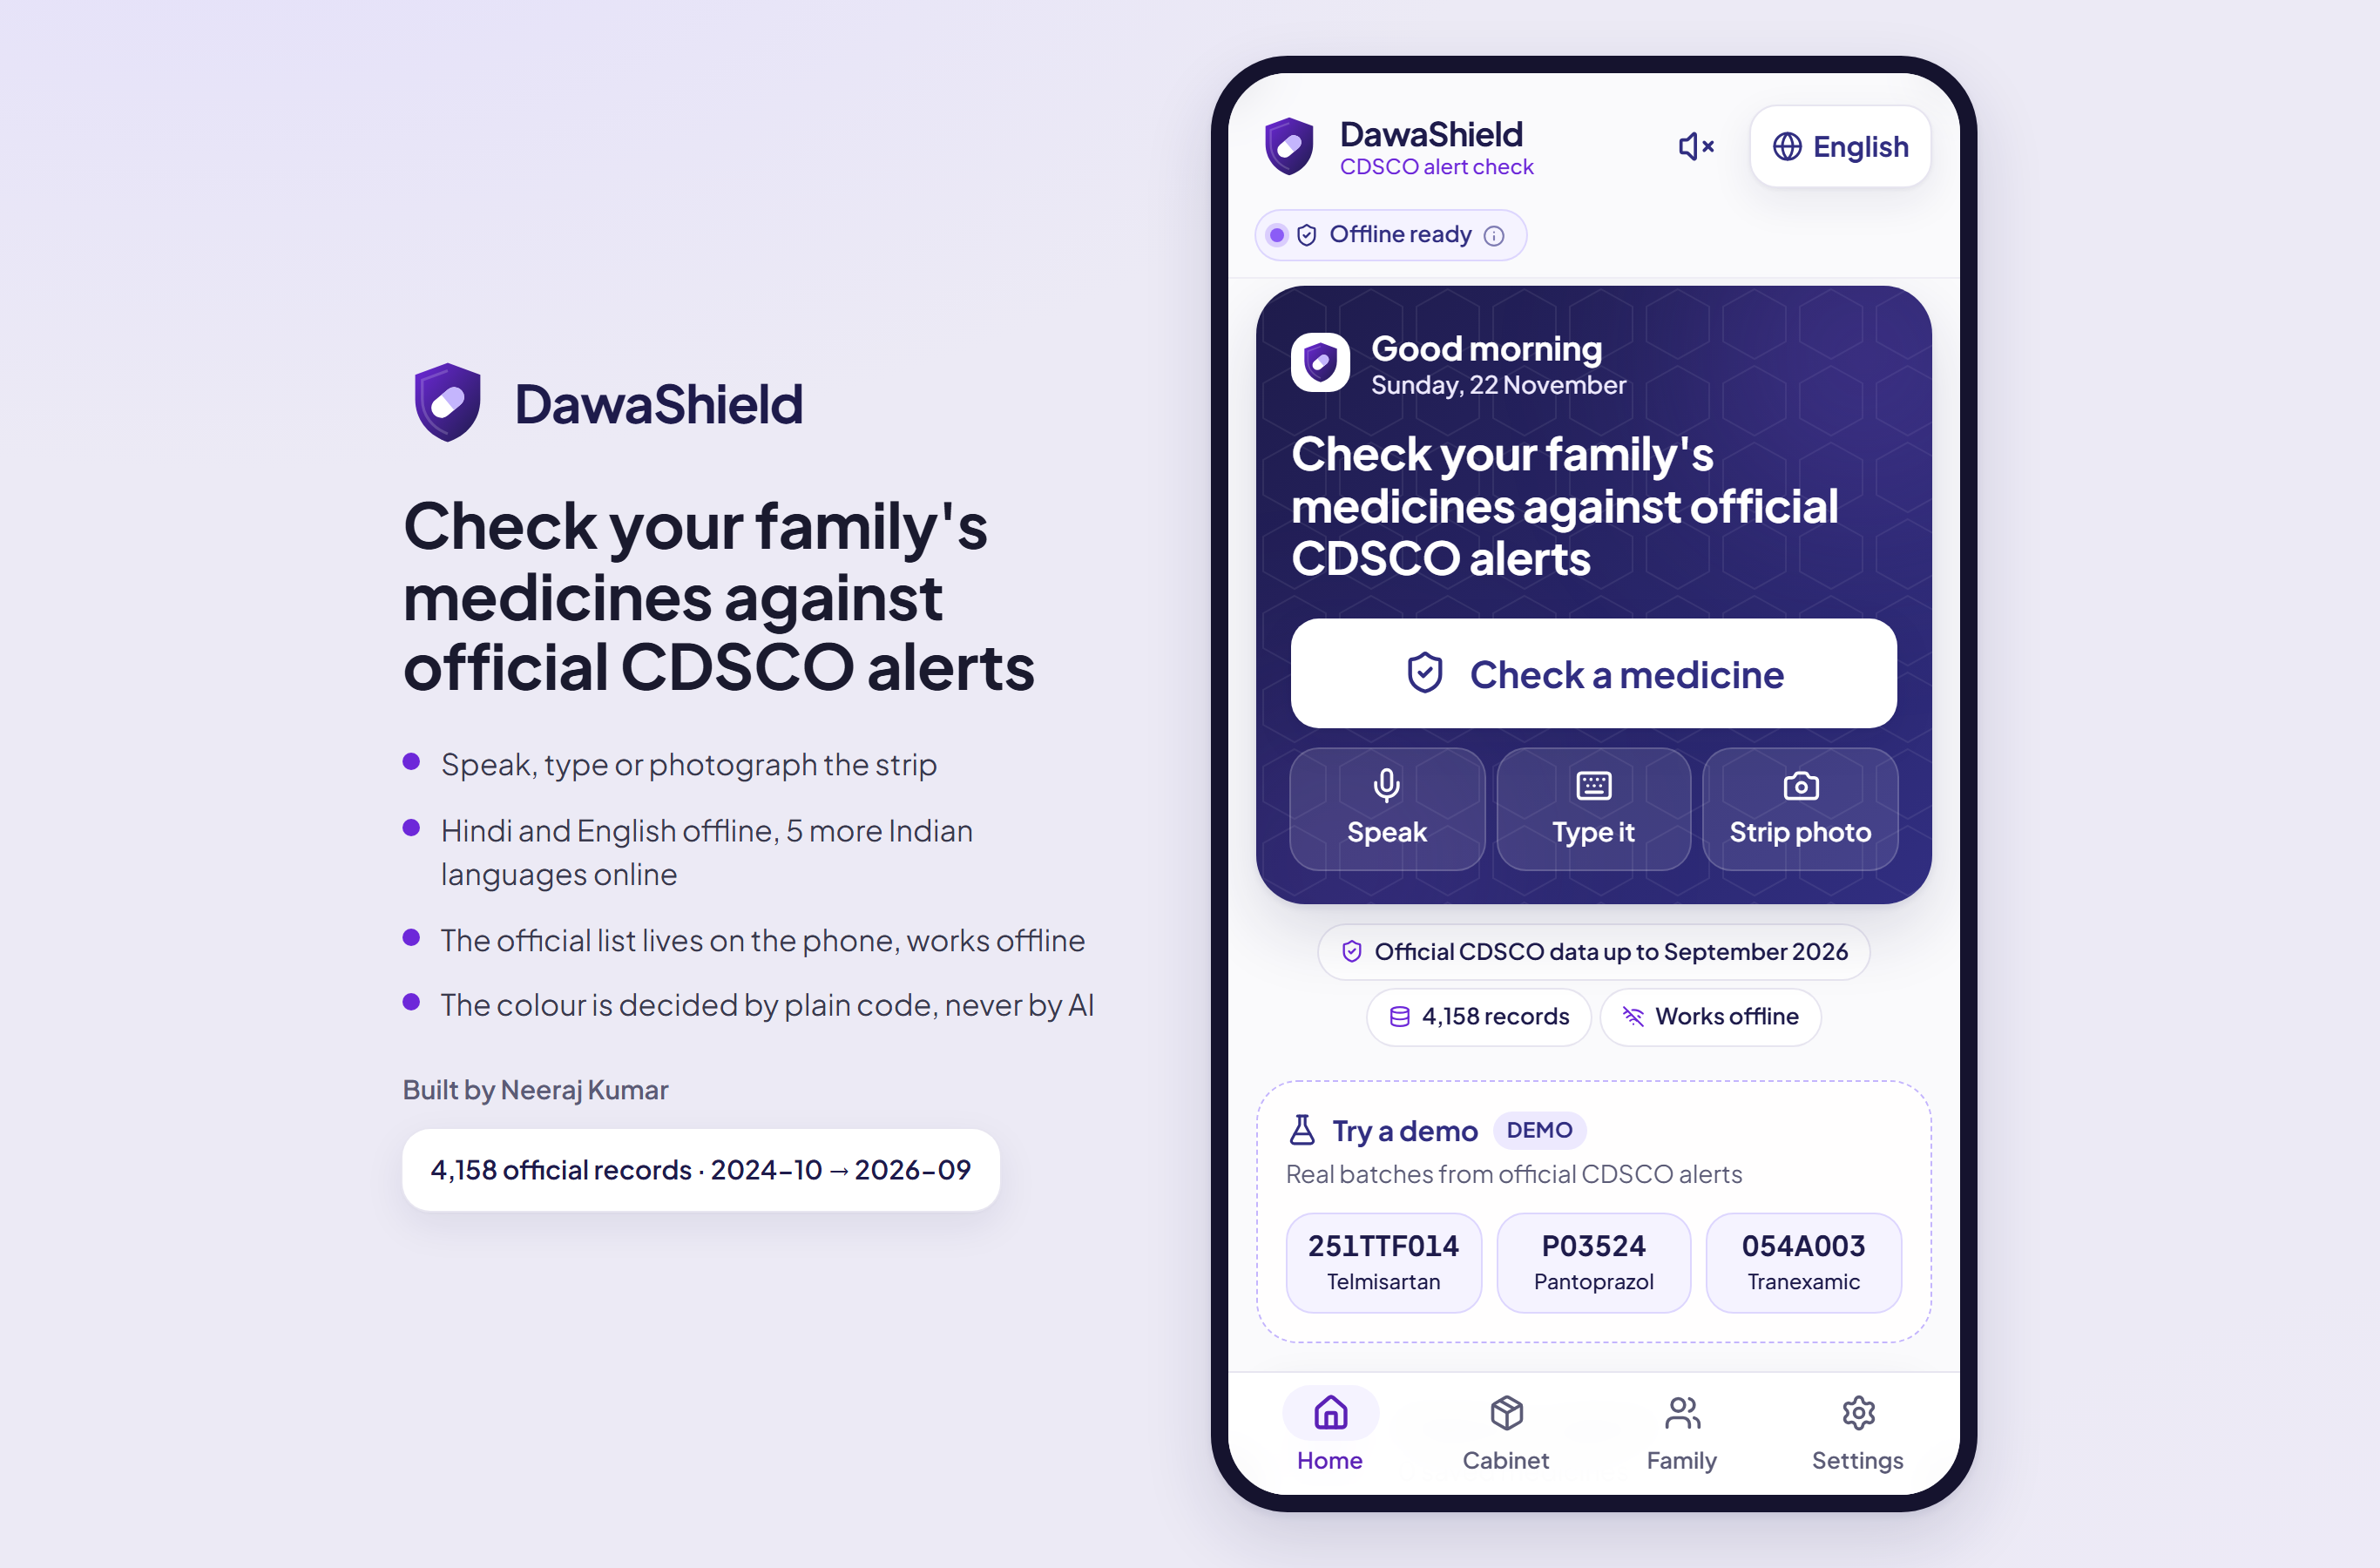 DawaShield
Check your family's
medicines against
official CDSCO alerts
Speak, type or photograph the strip
Hindi and English offline, 5 more Indian
languages online
The official list lives on the phone, works offline
The colour is decided by plain code, never by AI
Built by Neeraj Kumar
4,158 official records · 2024-10 → 2026-09
DawaShield
CDSCO alert check
English
Offline ready
Good morning
Sunday, 22 November
Check your family's
medicines against official
CDSCO alerts
Check a medicine
Speak
Type it
Strip photo
Official CDSCO data up to September 2026
4,158 records
Works offline
Try a demo
DEMO
Real batches from official CDSCO alerts
251TTF014
Telmisartan
P03524
Pantoprazol
054A003
Tranexamic
Home
Cabinet
Family
Settings